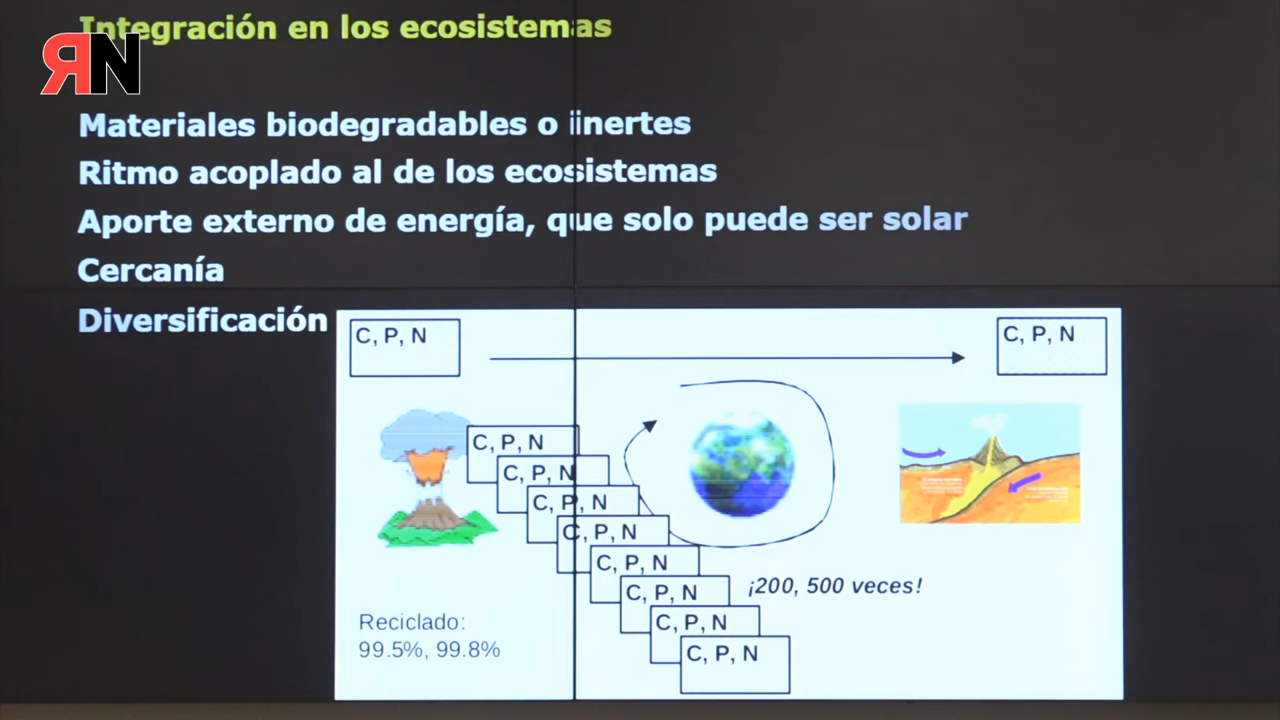 Integración en los ecosistemas
ЯN
Materiales biodegradables o inertes
Ritmo acoplado al de los ecosistemas
Aporte externo de energía, que solo puede ser solar
Cercanía
Diversificación
C, P, N
C, P, N
C, P, N
C, P, N
C, P, N
C, P, N
C, P, N
C, P, N
¡200, 500 veces!
C, P, N
C, P, N
Reciclado:
99.5%, 99.8%